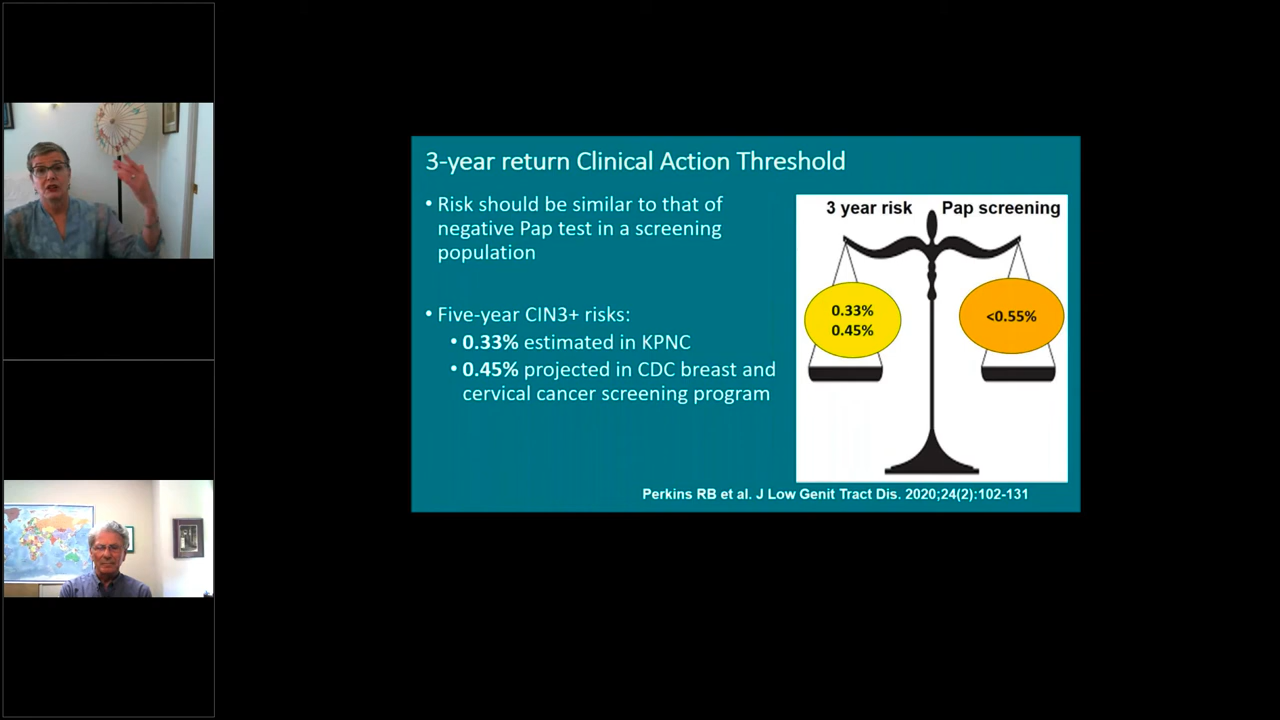 3-year return Clinical Action Threshold
• Risk should be similar to that of
negative Pap test in a screening
population
• Five-year CIN3+ risks:
• 0.33% estimated in KPNC
• 0.45% projected in CDC breast and
cervical cancer screening program
3 year risk
Pap screening
0.33%
0.45%
<0.55%
Perkins RB et al. J Low Genit Tract Dis. 2020;24(2):102-131